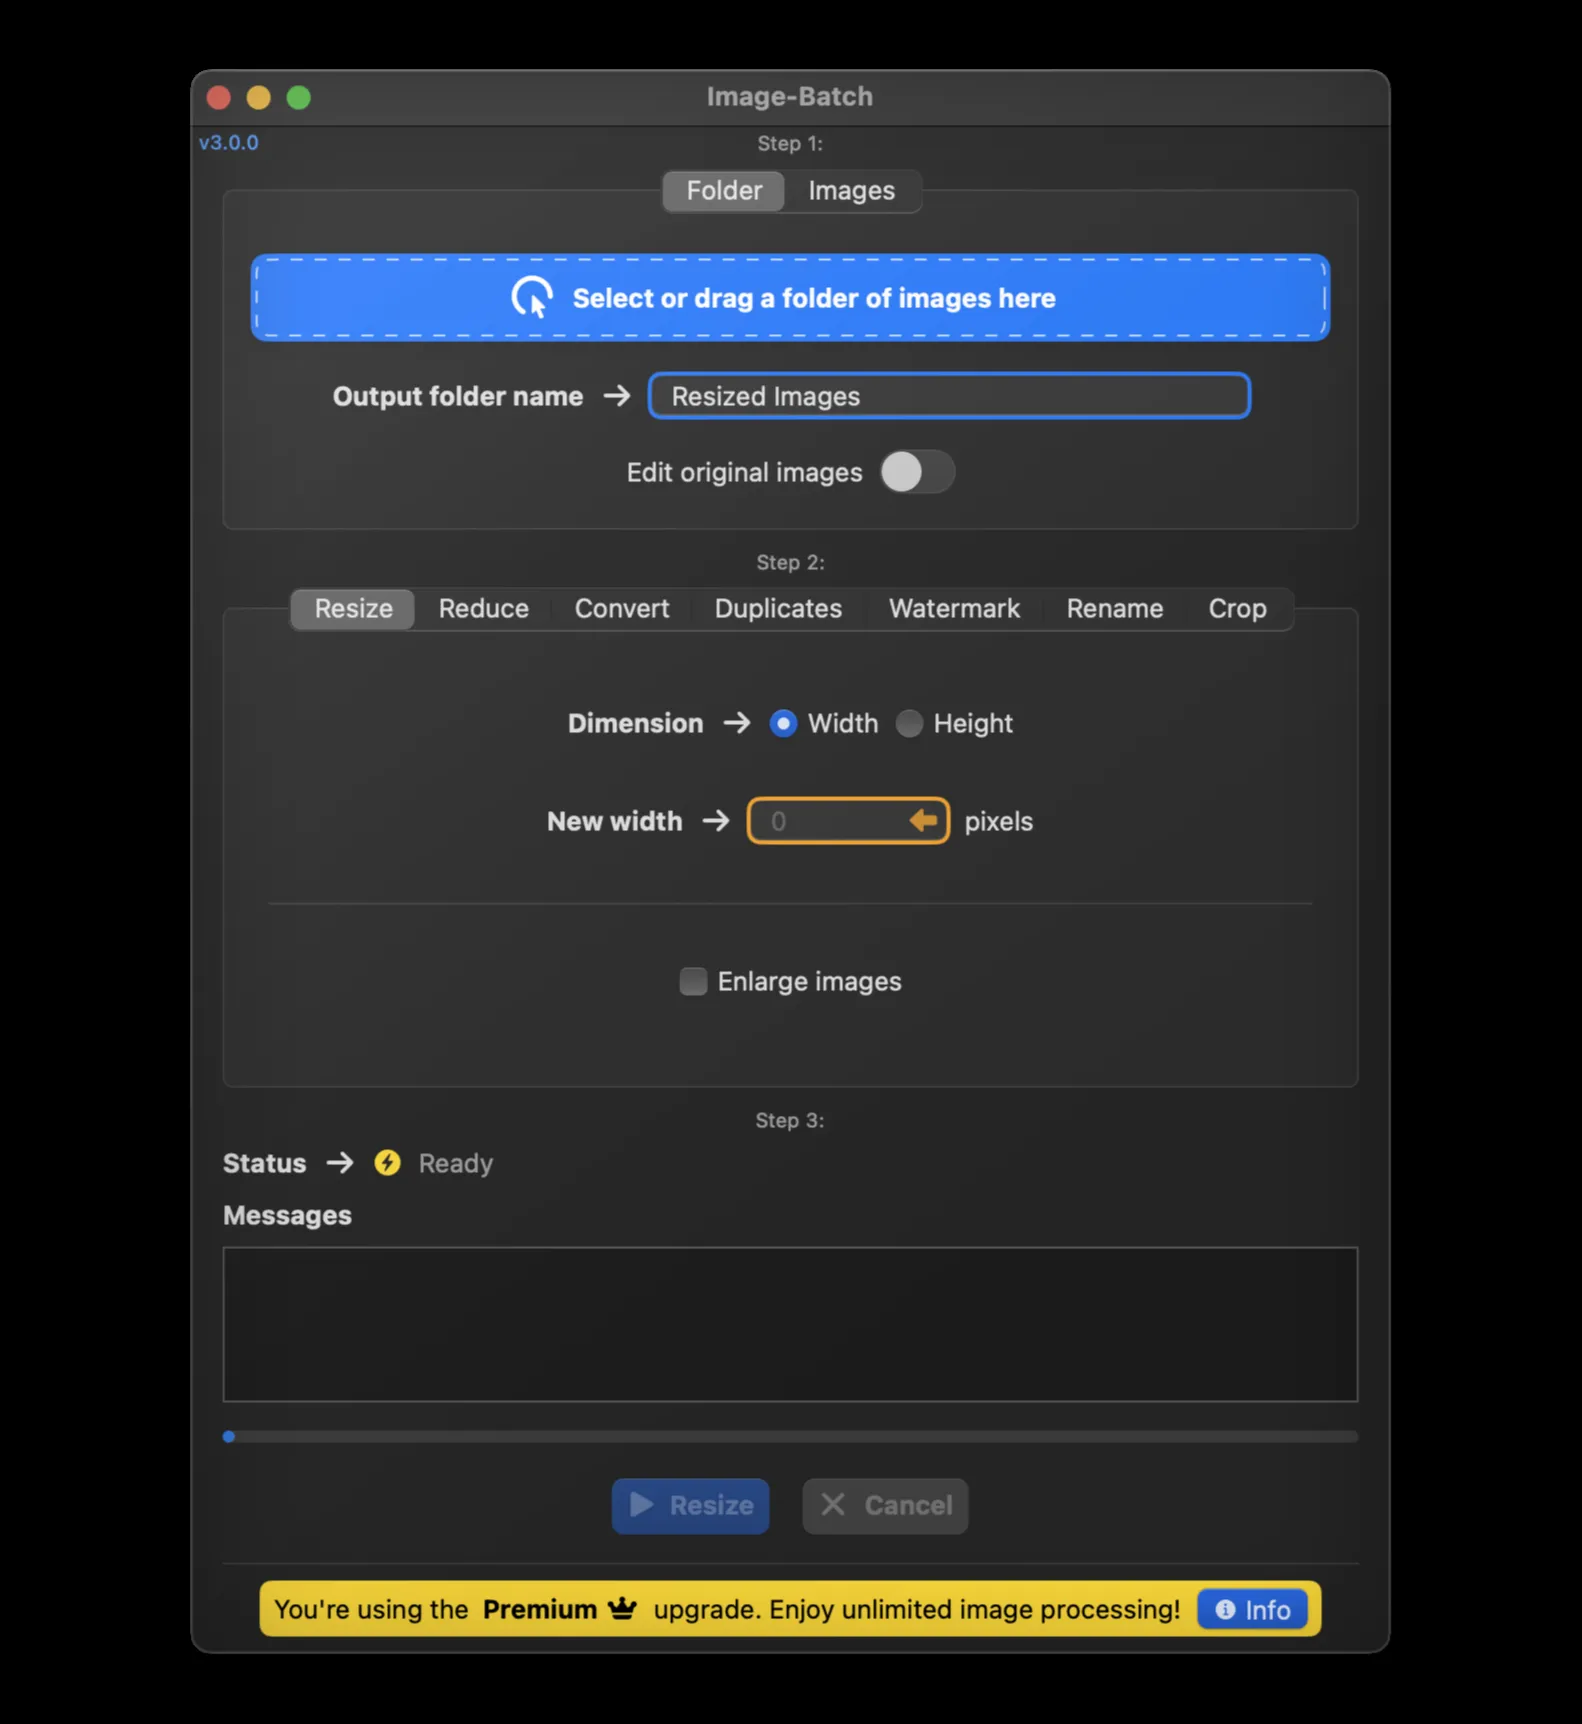 Image-Batch
v3.0.0
Step 1:
Folder Images
Select or drag a folder of images here
Output folder name → Resized Images
Edit original images
Step 2:
Resize Reduce Convert Duplicates Watermark Rename Crop
Dimension → Width Height
New width → 0 pixels
Enlarge images
Step 3:
Status → Ready
Messages
Resize Cancel
You're using the Premium upgrade. Enjoy unlimited image processing! Info